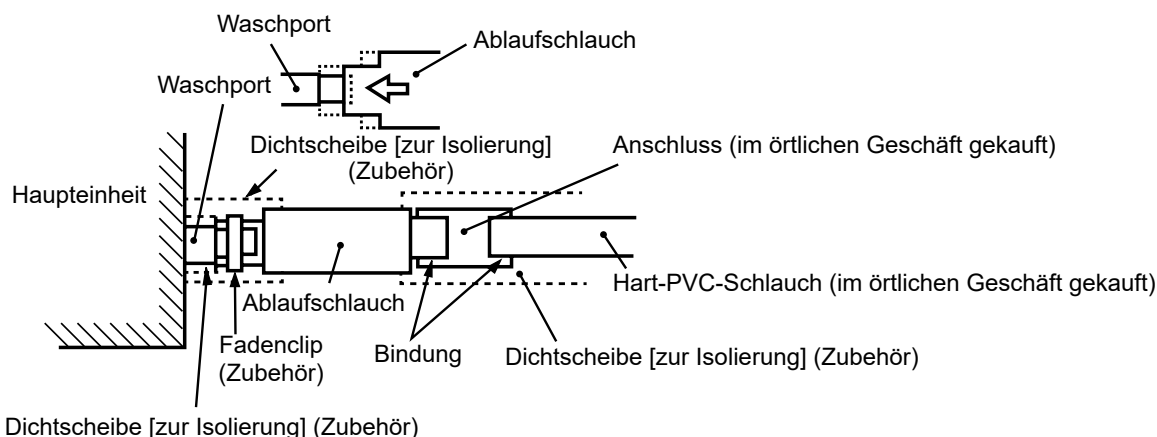 Waschport
Ablaufschlauch
Waschport
Dichtscheibe [zur Isolierung]
(Zubehör)
Anschluss (im örtlichen Geschäft gekauft)
Haupteinheit
Ablaufschlauch
Hart-PVC-Schlauch (im örtlichen Geschäft gekauft)
Fadenclip
(Zubehör)
Bindung
Dichtscheibe [zur Isolierung] (Zubehör)
Dichtscheibe [zur Isolierung] (Zubehör)